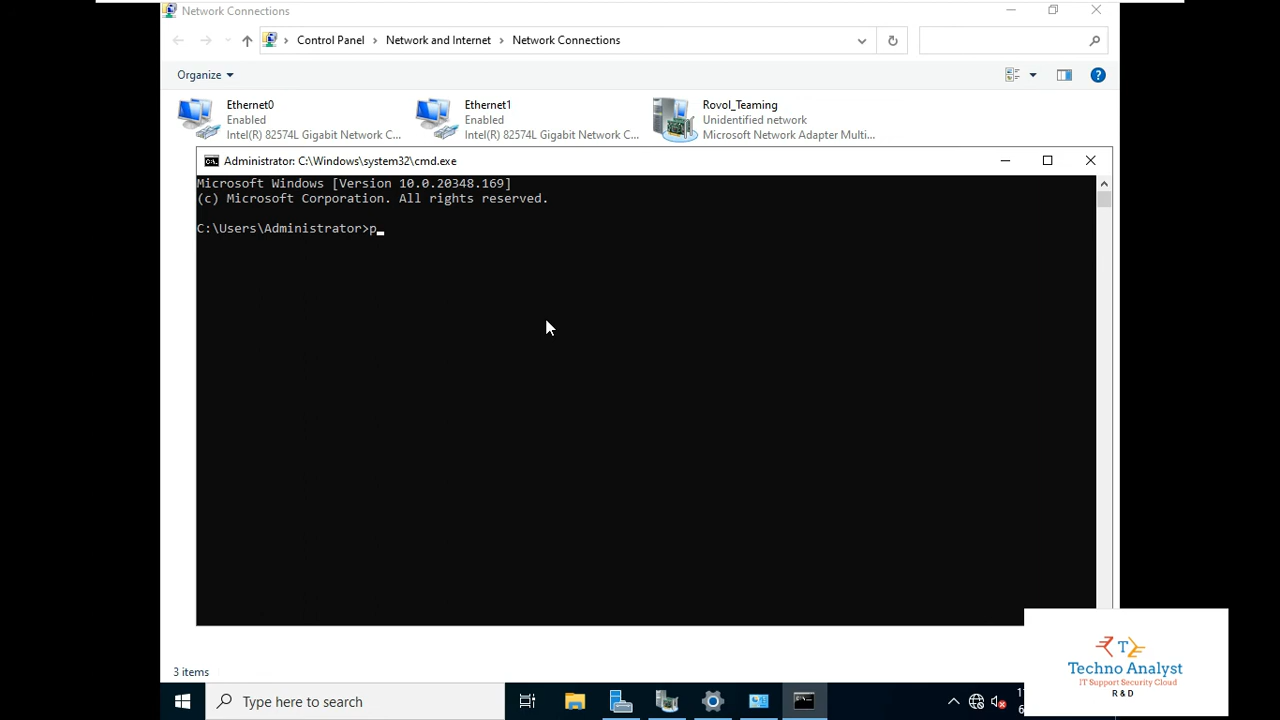 Network Connections
Control Panel > Network and Internet > Network Connections
Organize
Ethernet0
Enabled
Intel(R) 82574L Gigabit Network C...
Ethernet1
Enabled
Intel(R) 82574L Gigabit Network C...
Rovol_Teaming
Unidentified network
Microsoft Network Adapter Multi...
Administrator: C:\Windows\system32\cmd.exe
Microsoft Windows [Version 10.0.20348.169]
(c) Microsoft Corporation. All rights reserved.
C:\Users\Administrator>p_
3 items
Type here to search
Techno Analyst
IT Support Security Cloud
R & D